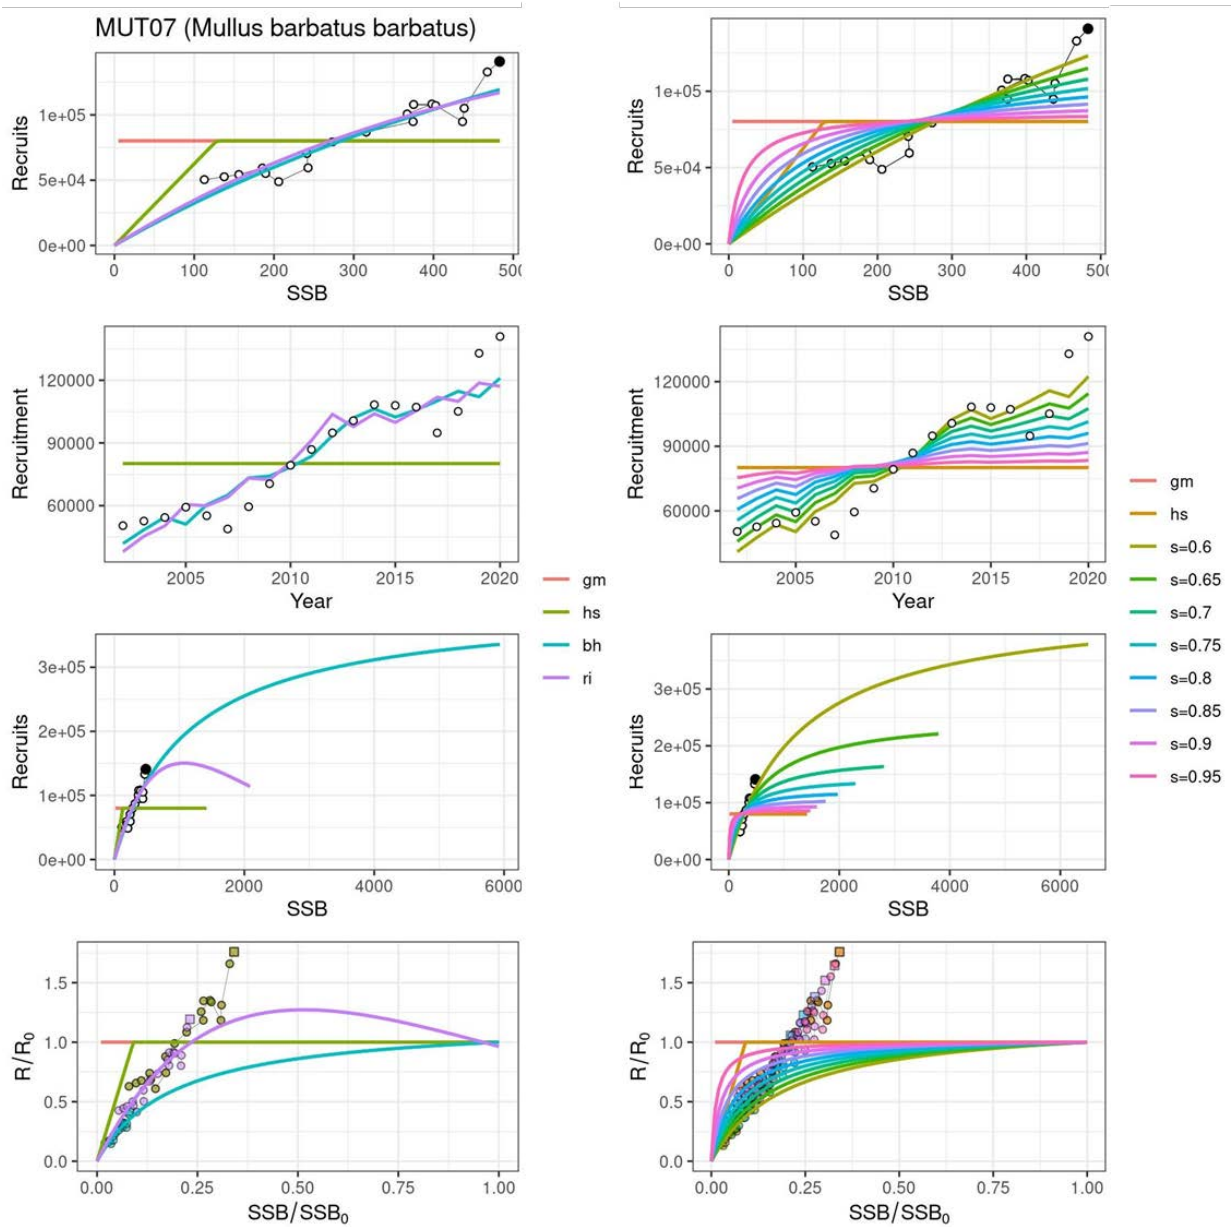 MUT07 (Mullus barbatus barbatus)
Recruits
1e+05
5e+04
0e+00
0 100 200 300 400 500
SSB
Recruits
1e+05
5e+04
0e+00
0 100 200 300 400 500
SSB
Recruitment
120000
90000
60000
2005 2010 2015 2020
Year
Recruitment
120000
90000
60000
2005 2010 2015 2020
Year
gm
hs
bh
ri
gm
hs
s=0.6
s=0.65
s=0.7
s=0.75
s=0.8
s=0.85
s=0.9
s=0.95
Recruits
3e+05
2e+05
1e+05
0e+00
0 2000 4000 6000
SSB
Recruits
3e+05
2e+05
1e+05
0e+00
0 2000 4000 6000
SSB
R/R₀
1.5
1.0
0.5
0.0
0.00 0.25 0.50 0.75 1.00
SSB/SSB₀
R/R₀
1.5
1.0
0.5
0.0
0.00 0.25 0.50 0.75 1.00
SSB/SSB₀